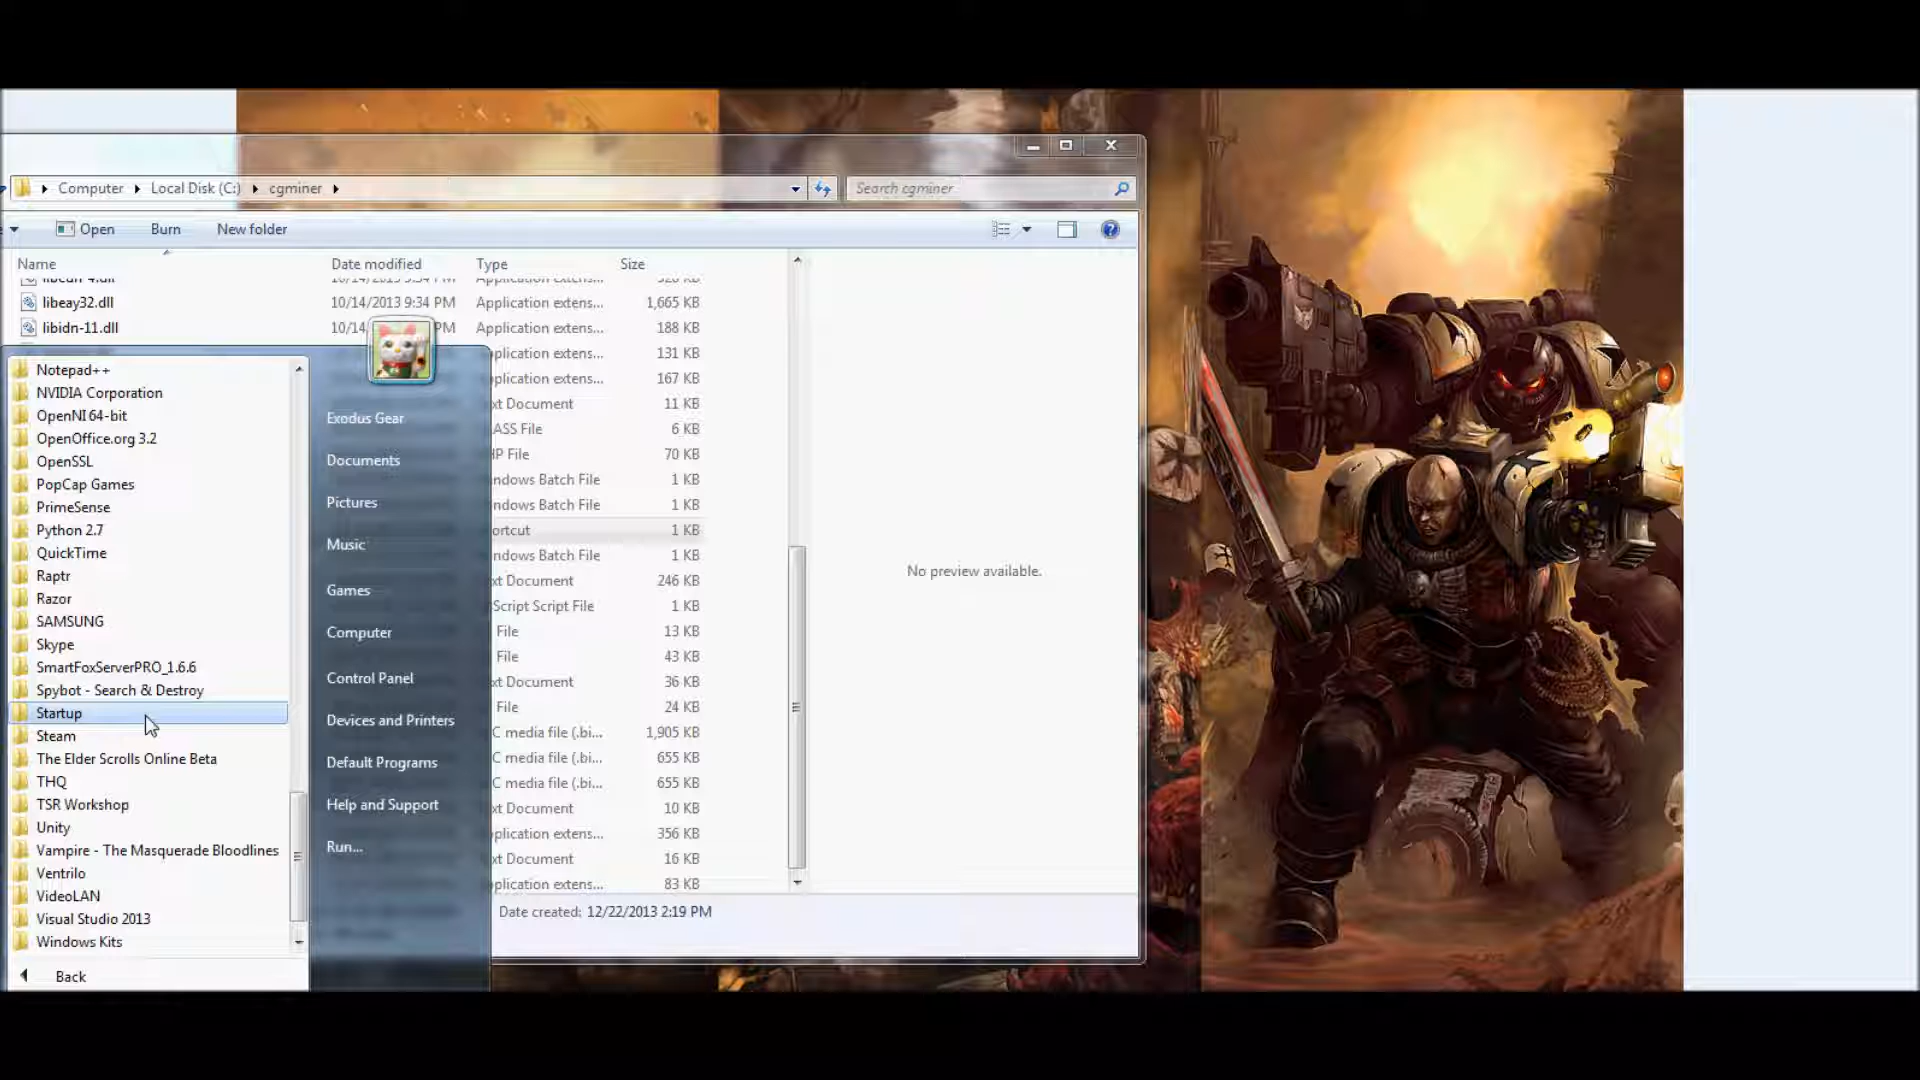 Computer Local Disk (C:) cgminer Search cgminer
Open Burn New folder
Name Date modified Type Size
libeay32.dll 10/14/2013 9:34 PM Application extens... 1,665 KB
libidn-11.dll 10/14 PM Application extens... 188 KB
plication extens... 131 KB
plication extens... 167 KB
xt Document 11 KB
ASS File 6 KB
HP File 70 KB
ndows Batch File 1 KB
ndows Batch File 1 KB
ortcut 1 KB
ndows Batch File 1 KB
xt Document 246 KB
Script Script File 1 KB
File 13 KB
File 43 KB
xt Document 36 KB
File 24 KB
C media file (.bi... 1,905 KB
C media file (.bi... 655 KB
C media file (.bi... 655 KB
xt Document 10 KB
plication extens... 356 KB
xt Document 16 KB
plication extens... 83 KB
No preview available.
Date created: 12/22/2013 2:19 PM
Notepad++
NVIDIA Corporation
OpenNI 64-bit
OpenOffice.org 3.2
OpenSSL
PopCap Games
PrimeSense
Python 2.7
QuickTime
Raptr
Razor
SAMSUNG
Skype
SmartFoxServerPRO_1.6.6
Spybot - Search & Destroy
Startup
Steam
The Elder Scrolls Online Beta
THQ
TSR Workshop
Unity
Vampire - The Masquerade Bloodlines
Ventrilo
VideoLAN
Visual Studio 2013
Windows Kits
Back
Exodus Gear
Documents
Pictures
Music
Games
Computer
Control Panel
Devices and Printers
Default Programs
Help and Support
Run...